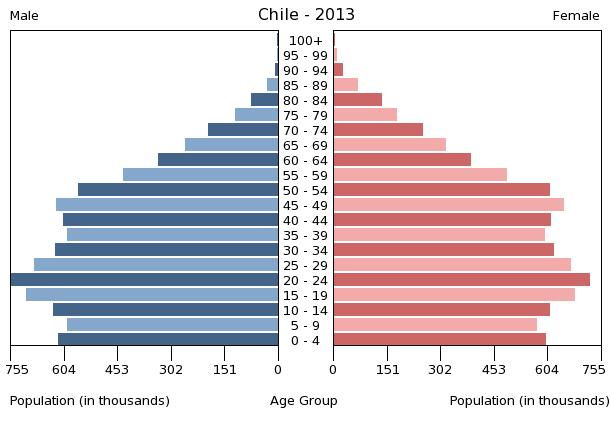 Male Chile - 2013 Female
100+
95 - 99
90 - 94
85 - 89
80 - 84
75 - 79
70 - 74
65 - 69
60 - 64
55 - 59
50 - 54
45 - 49
40 - 44
35 - 39
30 - 34
25 - 29
20 - 24
15 - 19
10 - 14
5 - 9
0 - 4
755 604 453 302 151 0 0 151 302 453 604 755
Population (in thousands) Age Group Population (in thousands)